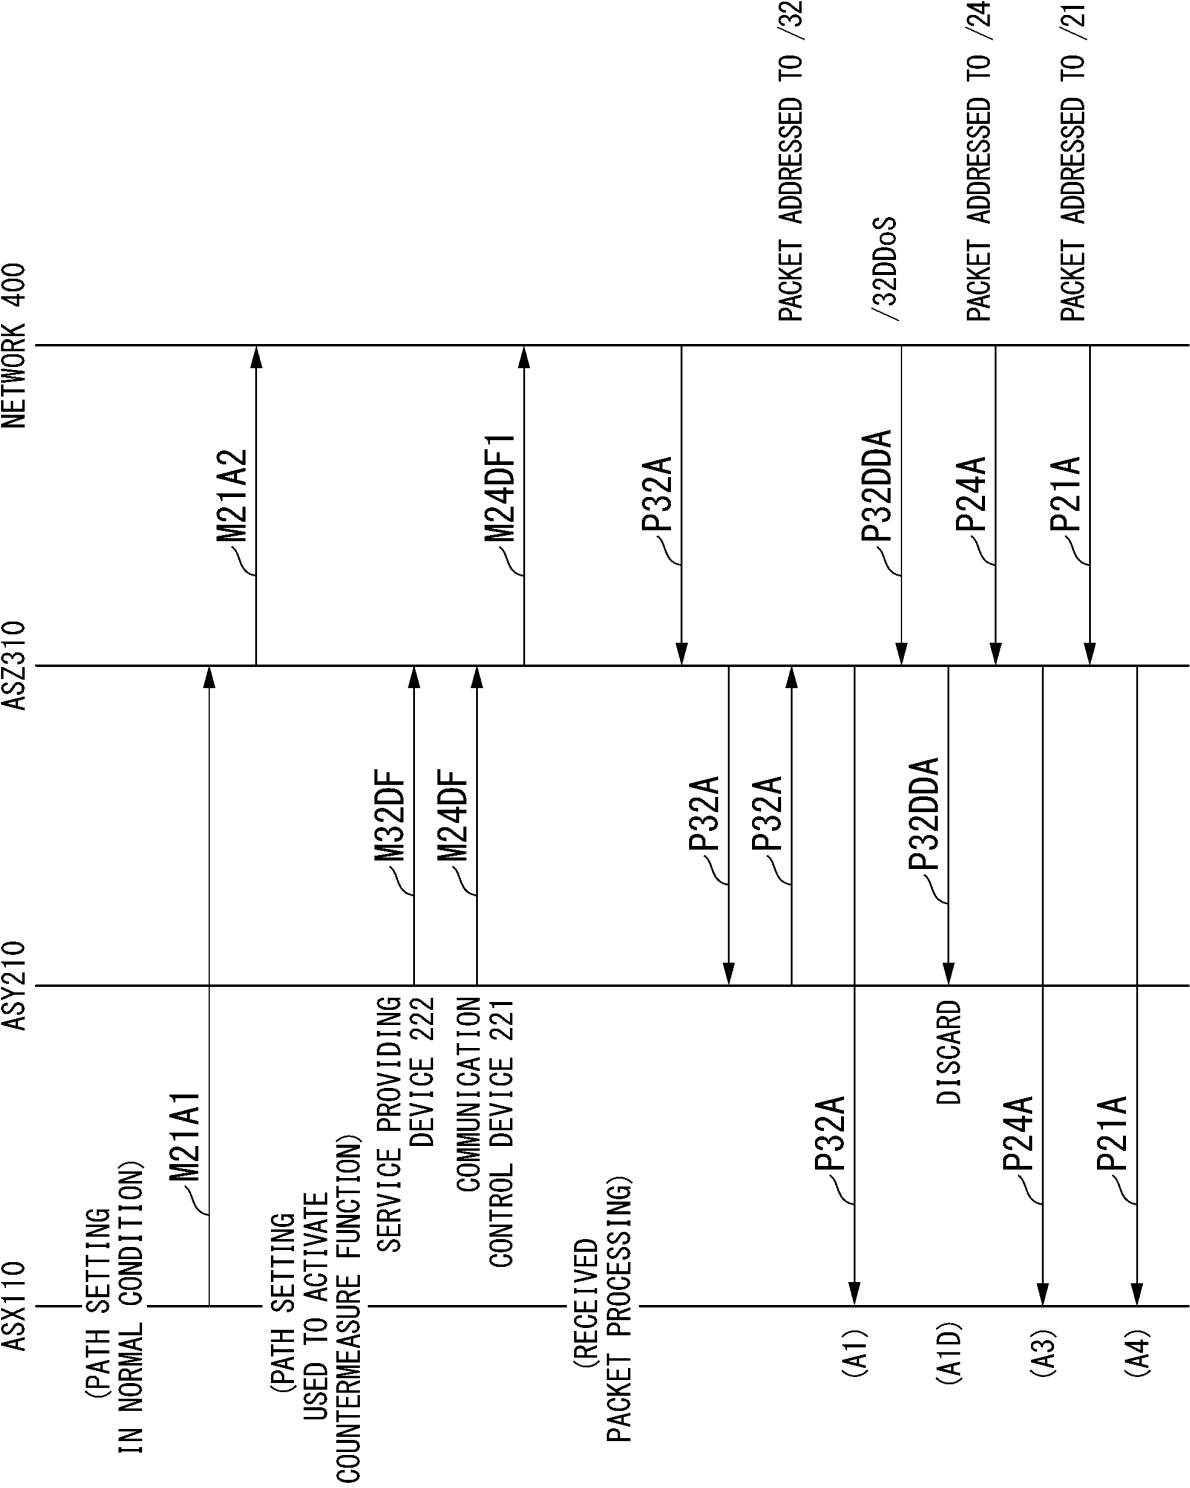 ASX110
ASY210
ASZ310
NETWORK 400
(PATH SETTING
IN NORMAL CONDITION)
M21A1
M21A2
(PATH SETTING
USED TO ACTIVATE
COUNTERMEASURE FUNCTION)
SERVICE PROVIDING
DEVICE 222
M32DF
COMMUNICATION
CONTROL DEVICE 221
M24DF
M24DF1
(RECEIVED
PACKET PROCESSING)
P32A
P32A
P32A
PACKET ADDRESSED TO /32
(A1)
P32A
P32DDA
/32DDoS
(A1D)
DISCARD
P32DDA
P24A
PACKET ADDRESSED TO /24
(A3)
P24A
P21A
PACKET ADDRESSED TO /21
(A4)
P21A